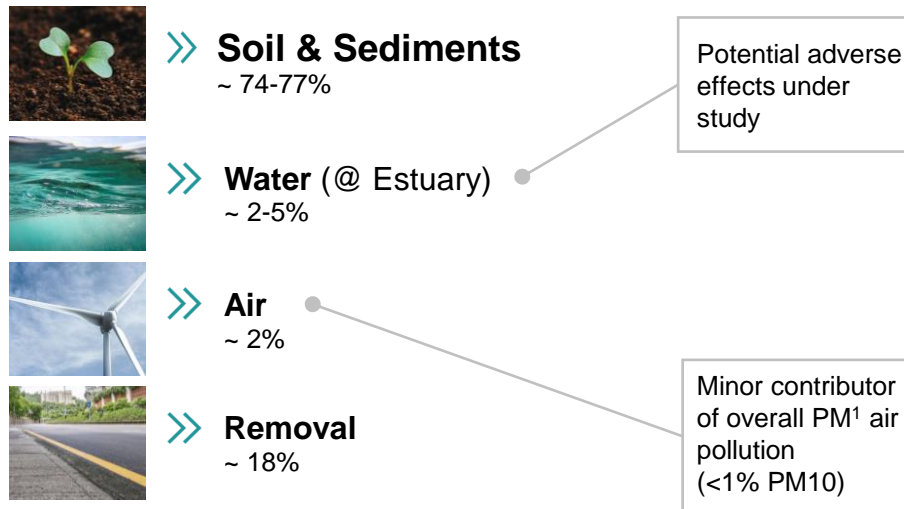 Soil & Sediments
~ 74-77%
Potential adverse
effects under
study
Water (@ Estuary)
~ 2-5%
Air
~ 2%
Minor contributor
of overall PM¹ air
pollution
(<1% PM10)
Removal
~ 18%